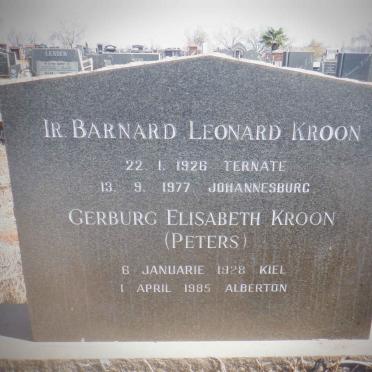 LEMMER
IR. BARNARD LEONARD KROON
22. 1. 1926 TERNATE
13. 9. 1977 JOHANNESBURG
GERBURG ELISABETH KROON
(PETERS)
6 JANUARIE 1928 KIEL
1 APRIL 1985 ALBERTON